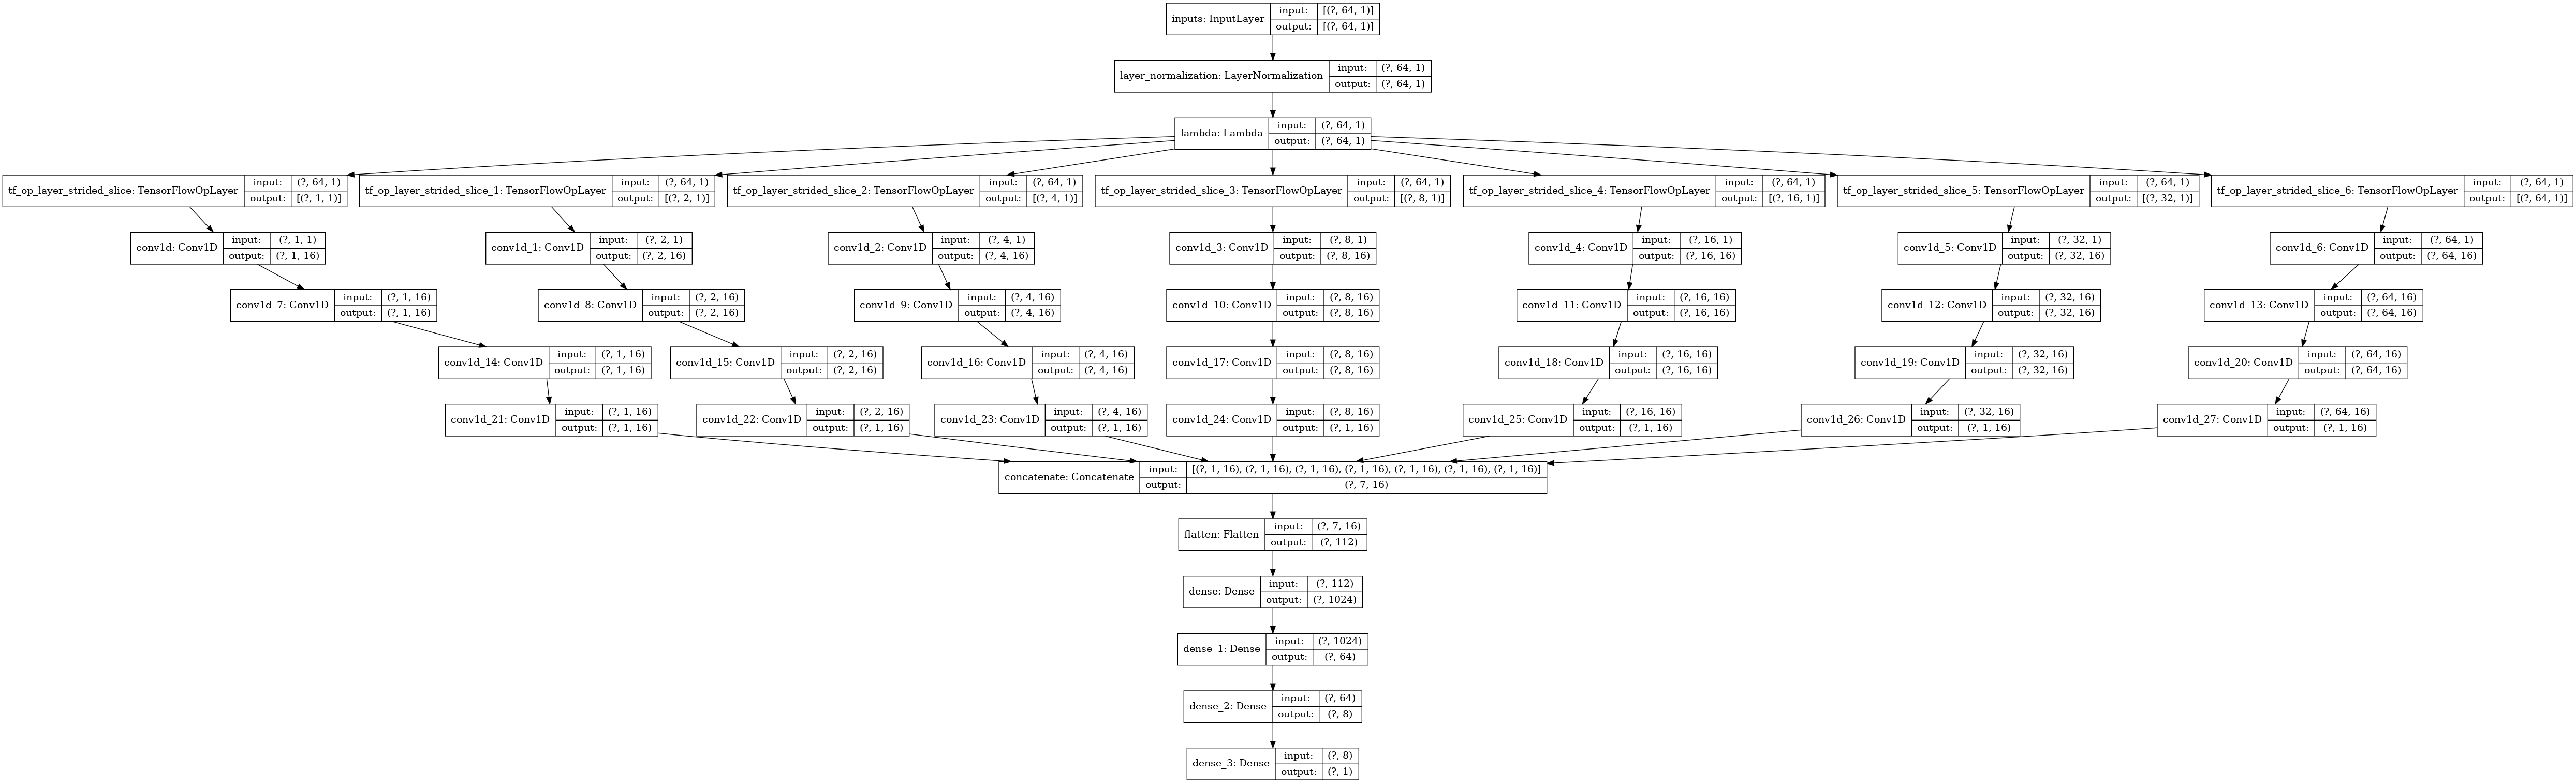 inputs: InputLayer input: [(?, 64, 1)]
output: [(?, 64, 1)]
layer_normalization: LayerNormalization input: (?, 64, 1)
output: (?, 64, 1)
lambda: Lambda input: (?, 64, 1)
output: (?, 64, 1)
tf_op_layer_strided_slice: TensorFlowOpLayer input: (?, 64, 1)
output: [(?, 1, 1)]
tf_op_layer_strided_slice_1: TensorFlowOpLayer input: (?, 64, 1)
output: [(?, 2, 1)]
tf_op_layer_strided_slice_2: TensorFlowOpLayer input: (?, 64, 1)
output: [(?, 4, 1)]
tf_op_layer_strided_slice_3: TensorFlowOpLayer input: (?, 64, 1)
output: [(?, 8, 1)]
tf_op_layer_strided_slice_4: TensorFlowOpLayer input: (?, 64, 1)
output: [(?, 16, 1)]
tf_op_layer_strided_slice_5: TensorFlowOpLayer input: (?, 64, 1)
output: [(?, 32, 1)]
tf_op_layer_strided_slice_6: TensorFlowOpLayer input: (?, 64, 1)
output: [(?, 64, 1)]
conv1d: Conv1D input: (?, 1, 1)
output: (?, 1, 16)
conv1d_1: Conv1D input: (?, 2, 1)
output: (?, 2, 16)
conv1d_2: Conv1D input: (?, 4, 1)
output: (?, 4, 16)
conv1d_3: Conv1D input: (?, 8, 1)
output: (?, 8, 16)
conv1d_4: Conv1D input: (?, 16, 1)
output: (?, 16, 16)
conv1d_5: Conv1D input: (?, 32, 1)
output: (?, 32, 16)
conv1d_6: Conv1D input: (?, 64, 1)
output: (?, 64, 16)
conv1d_7: Conv1D input: (?, 1, 16)
output: (?, 1, 16)
conv1d_8: Conv1D input: (?, 2, 16)
output: (?, 2, 16)
conv1d_9: Conv1D input: (?, 4, 16)
output: (?, 4, 16)
conv1d_10: Conv1D input: (?, 8, 16)
output: (?, 8, 16)
conv1d_11: Conv1D input: (?, 16, 16)
output: (?, 16, 16)
conv1d_12: Conv1D input: (?, 32, 16)
output: (?, 32, 16)
conv1d_13: Conv1D input: (?, 64, 16)
output: (?, 64, 16)
conv1d_14: Conv1D input: (?, 1, 16)
output: (?, 1, 16)
conv1d_15: Conv1D input: (?, 2, 16)
output: (?, 2, 16)
conv1d_16: Conv1D input: (?, 4, 16)
output: (?, 4, 16)
conv1d_17: Conv1D input: (?, 8, 16)
output: (?, 8, 16)
conv1d_18: Conv1D input: (?, 16, 16)
output: (?, 16, 16)
conv1d_19: Conv1D input: (?, 32, 16)
output: (?, 32, 16)
conv1d_20: Conv1D input: (?, 64, 16)
output: (?, 64, 16)
conv1d_21: Conv1D input: (?, 1, 16)
output: (?, 1, 16)
conv1d_22: Conv1D input: (?, 2, 16)
output: (?, 1, 16)
conv1d_23: Conv1D input: (?, 4, 16)
output: (?, 1, 16)
conv1d_24: Conv1D input: (?, 8, 16)
output: (?, 1, 16)
conv1d_25: Conv1D input: (?, 16, 16)
output: (?, 1, 16)
conv1d_26: Conv1D input: (?, 32, 16)
output: (?, 1, 16)
conv1d_27: Conv1D input: (?, 64, 16)
output: (?, 1, 16)
concatenate: Concatenate input: [(?, 1, 16), (?, 1, 16), (?, 1, 16), (?, 1, 16), (?, 1, 16), (?, 1, 16), (?, 1, 16)]
output: (?, 7, 16)
flatten: Flatten input: (?, 7, 16)
output: (?, 112)
dense: Dense input: (?, 112)
output: (?, 1024)
dense_1: Dense input: (?, 1024)
output: (?, 64)
dense_2: Dense input: (?, 64)
output: (?, 8)
dense_3: Dense input: (?, 8)
output: (?, 1)